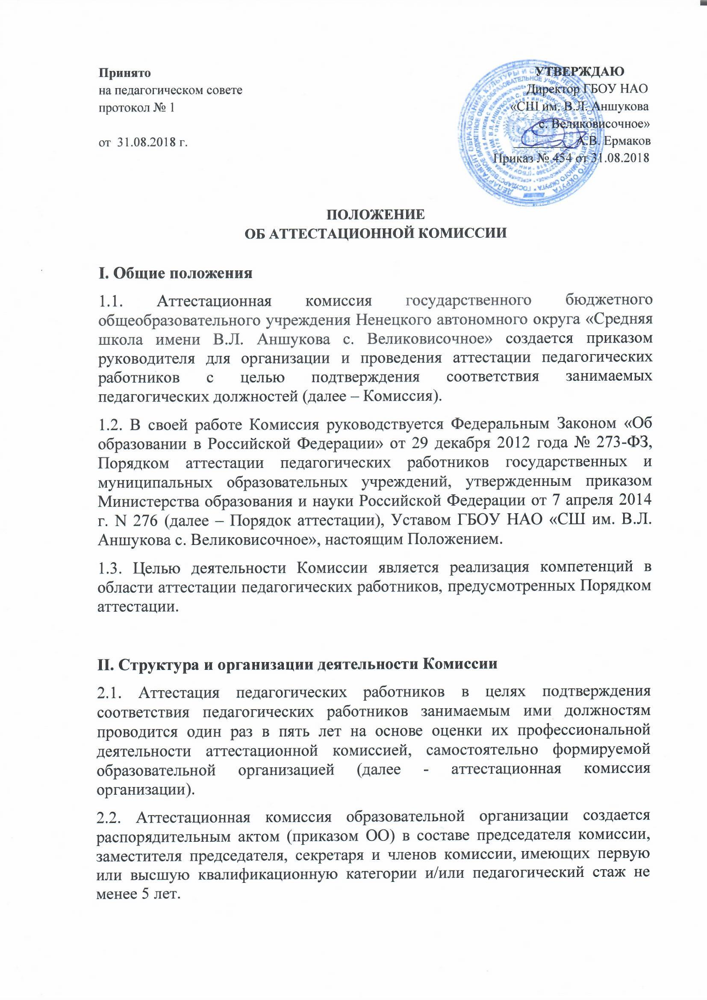 Принято
на педагогическом совете
протокол № 1
от 31.08.2018 г.
УТВЕРЖДАЮ
Директор ГБОУ НАО
«СШ им. В.Л. Аншукова
с. Великовисочное»
А.В. Ермаков
Приказ № 454 от 31.08.2018
ПОЛОЖЕНИЕ
ОБ АТТЕСТАЦИОННОЙ КОМИССИИ
I. Общие положения
1.1. Аттестационная комиссия государственного бюджетного
общеобразовательного учреждения Ненецкого автономного округа «Средняя
школа имени В.Л. Аншукова с. Великовисочное» создается приказом
руководителя для организации и проведения аттестации педагогических
работников с целью подтверждения соответствия занимаемых
педагогических должностей (далее – Комиссия).
1.2. В своей работе Комиссия руководствуется Федеральным Законом «Об
образовании в Российской Федерации» от 29 декабря 2012 года № 273-ФЗ,
Порядком аттестации педагогических работников государственных и
муниципальных образовательных учреждений, утвержденным приказом
Министерства образования и науки Российской Федерации от 7 апреля 2014
г. N 276 (далее – Порядок аттестации), Уставом ГБОУ НАО «СШ им. В.Л.
Аншукова с. Великовисочное», настоящим Положением.
1.3. Целью деятельности Комиссии является реализация компетенций в
области аттестации педагогических работников, предусмотренных Порядком
аттестации.
II. Структура и организации деятельности Комиссии
2.1. Аттестация педагогических работников в целях подтверждения
соответствия педагогических работников занимаемым ими должностям
проводится один раз в пять лет на основе оценки их профессиональной
деятельности аттестационной комиссией, самостоятельно формируемой
образовательной организацией (далее - аттестационная комиссия
организации).
2.2. Аттестационная комиссия образовательной организации создается
распорядительным актом (приказом ОО) в составе председателя комиссии,
заместителя председателя, секретаря и членов комиссии, имеющих первую
или высшую квалификационную категории и/или педагогический стаж не
менее 5 лет.